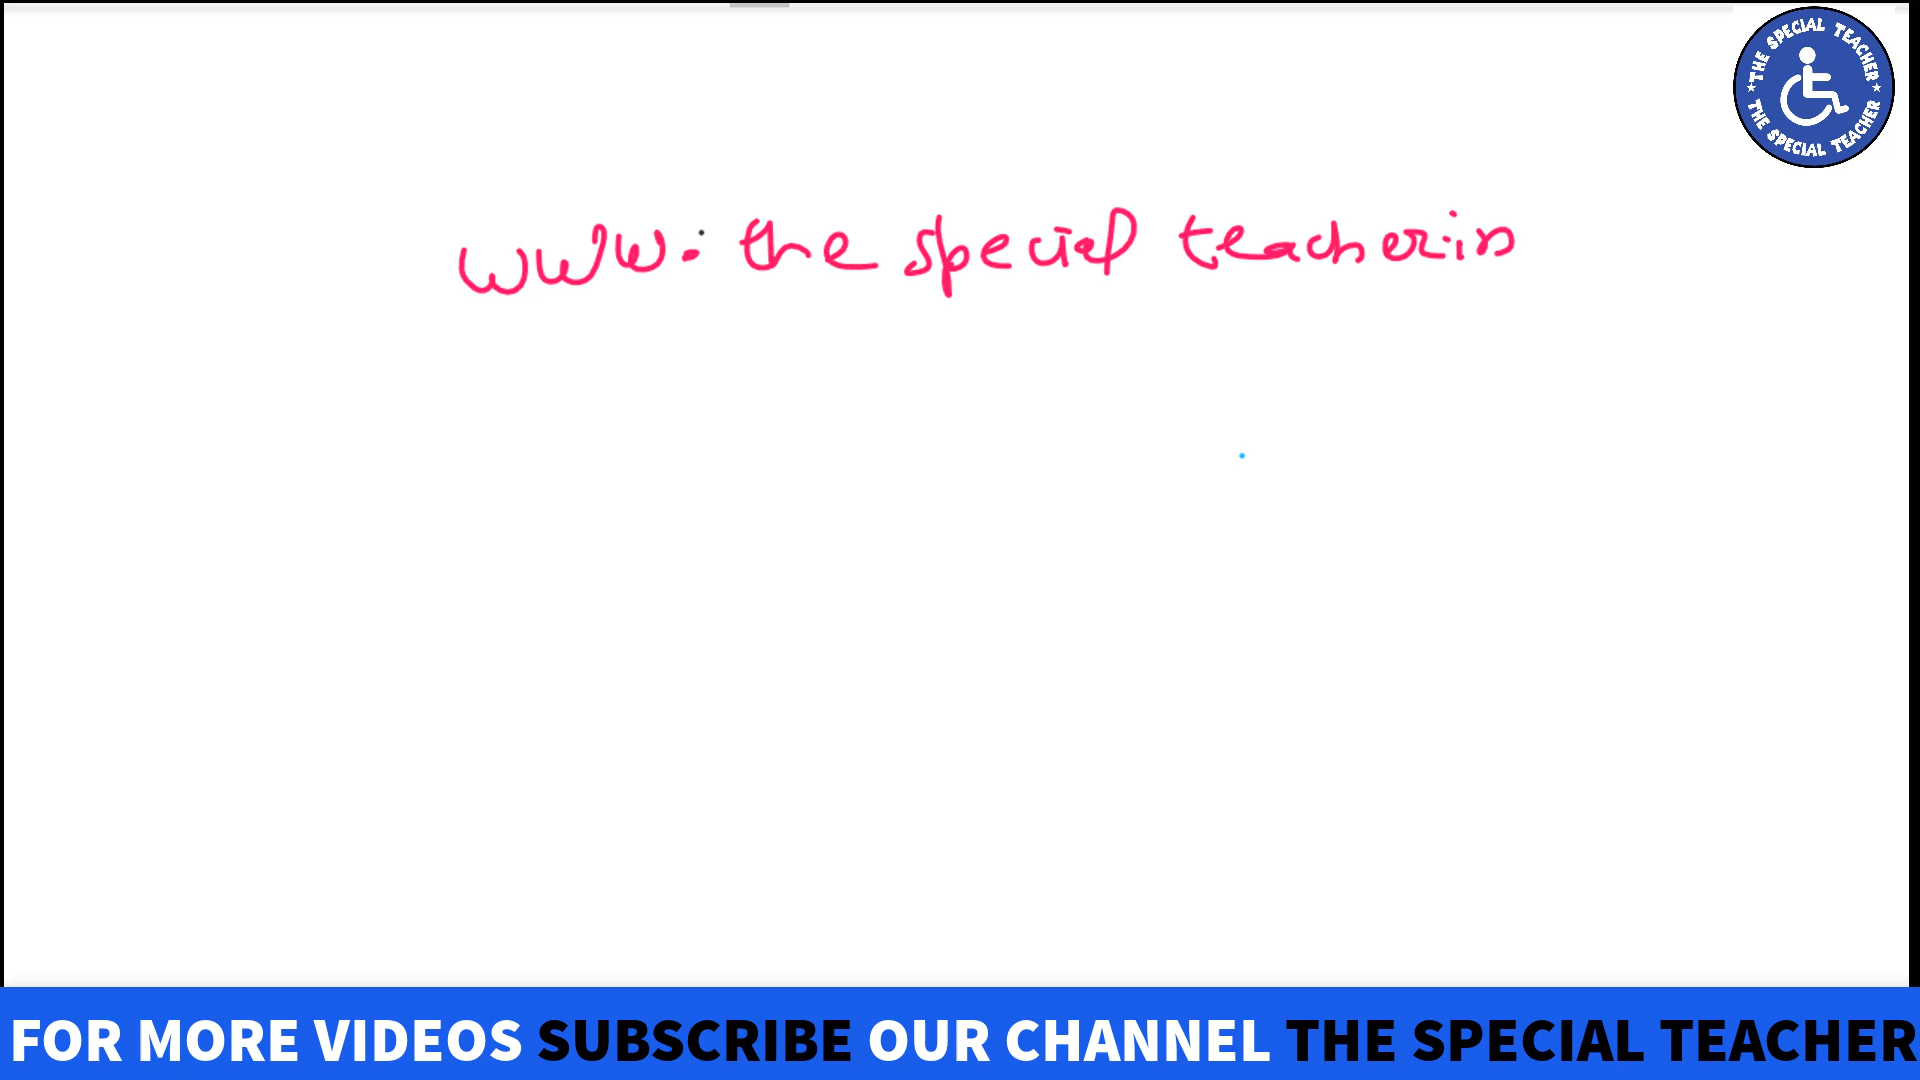 THE SPECIAL TEACHER
THE SPECIAL TEACHER
www. the special teacher.in
FOR MORE VIDEOS SUBSCRIBE OUR CHANNEL THE SPECIAL TEACHER